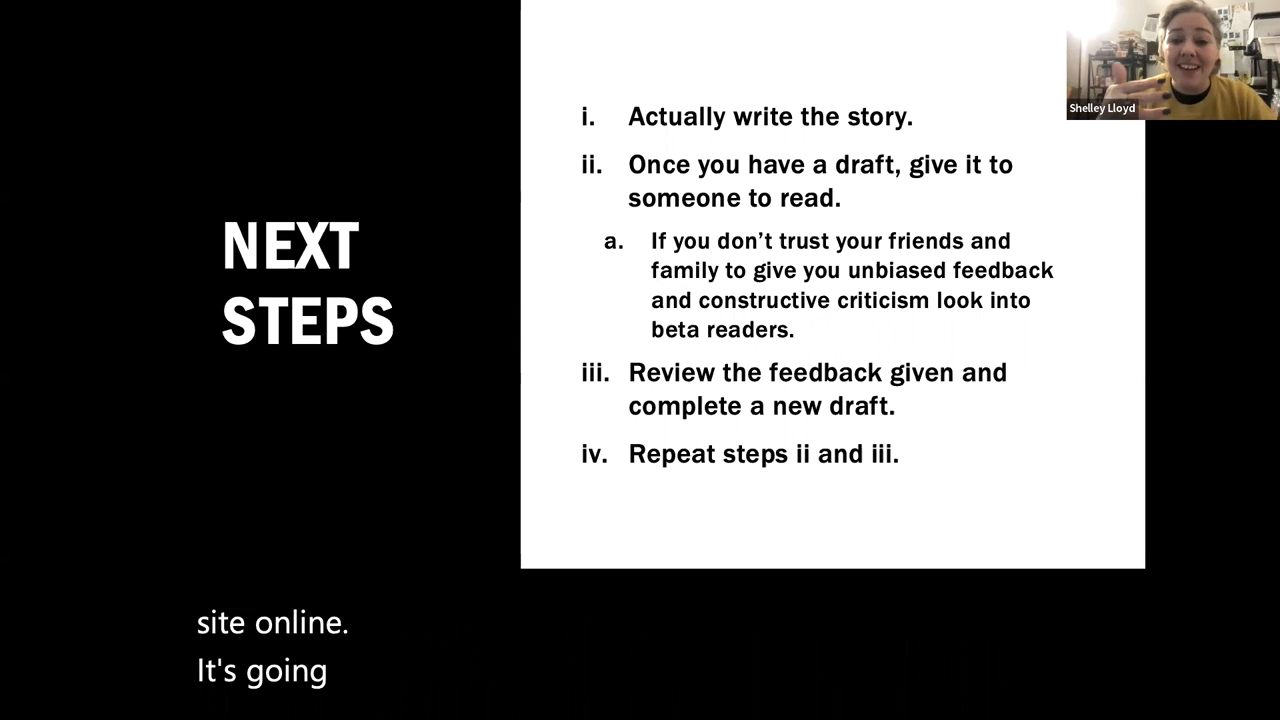 NEXT
STEPS
i. Actually write the story.
ii. Once you have a draft, give it to
someone to read.
a. If you don’t trust your friends and
family to give you unbiased feedback
and constructive criticism look into
beta readers.
iii. Review the feedback given and
complete a new draft.
iv. Repeat steps ii and iii.
Shelley Lloyd
site online.
It's going